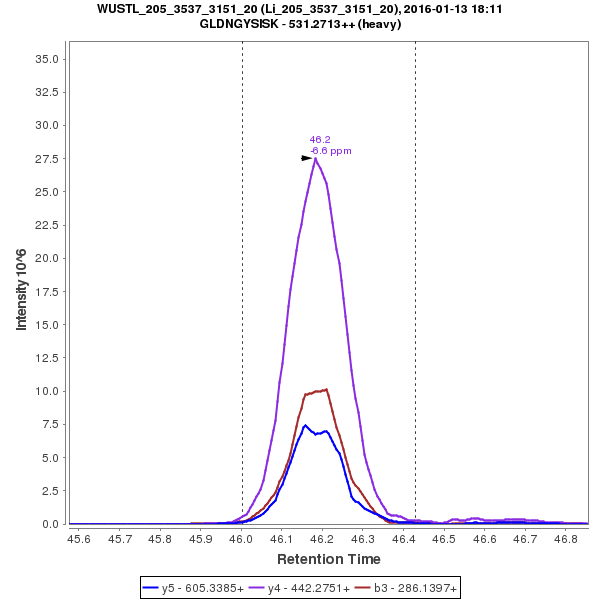 WUSTL_205_3537_3151_20 (Li_205_3537_3151_20), 2016-01-13 18:11
GLDNGYSISK - 531.2713++ (heavy)
35.0
32.5
30.0
27.5
25.0
22.5
20.0
17.5
15.0
12.5
10.0
7.5
5.0
2.5
0.0
Intensity 10^6
46.2
-6.6 ppm
45.6 45.7 45.8 45.9 46.0 46.1 46.2 46.3 46.4 46.5 46.6 46.7 46.8
Retention Time
y5 - 605.3385+ y4 - 442.2751+ b3 - 286.1397+